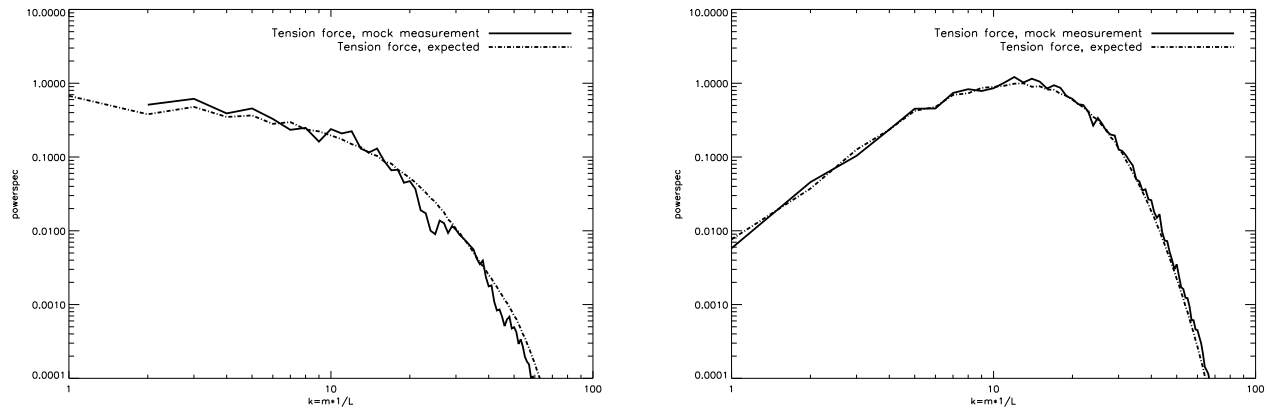 10.0000
1.0000
0.1000
0.0100
0.0010
0.0001
powerspec
Tension force, mock measurement
Tension force, expected
1
10
100
k=m*1/L
10.0000
1.0000
0.1000
0.0100
0.0010
0.0001
powerspec
Tension force, mock measurement
Tension force, expected
1
10
100
k=m*1/L